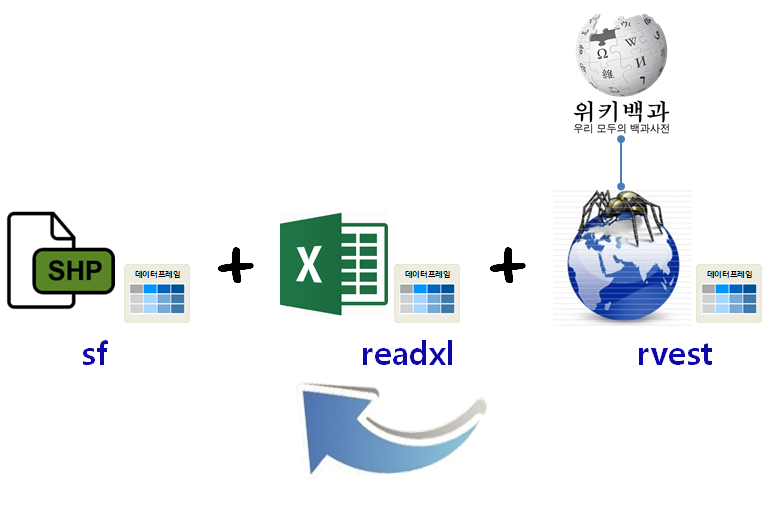 Ω
W
И
維
위키백과
우리 모두의 백과사전
SHP
데이터프레임
X
데이터프레임
데이터프레임
sf
readxl
rvest